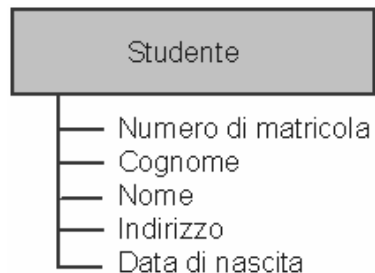 Studente
Numero di matricola
Cognome
Nome
Indirizzo
Data di nascita